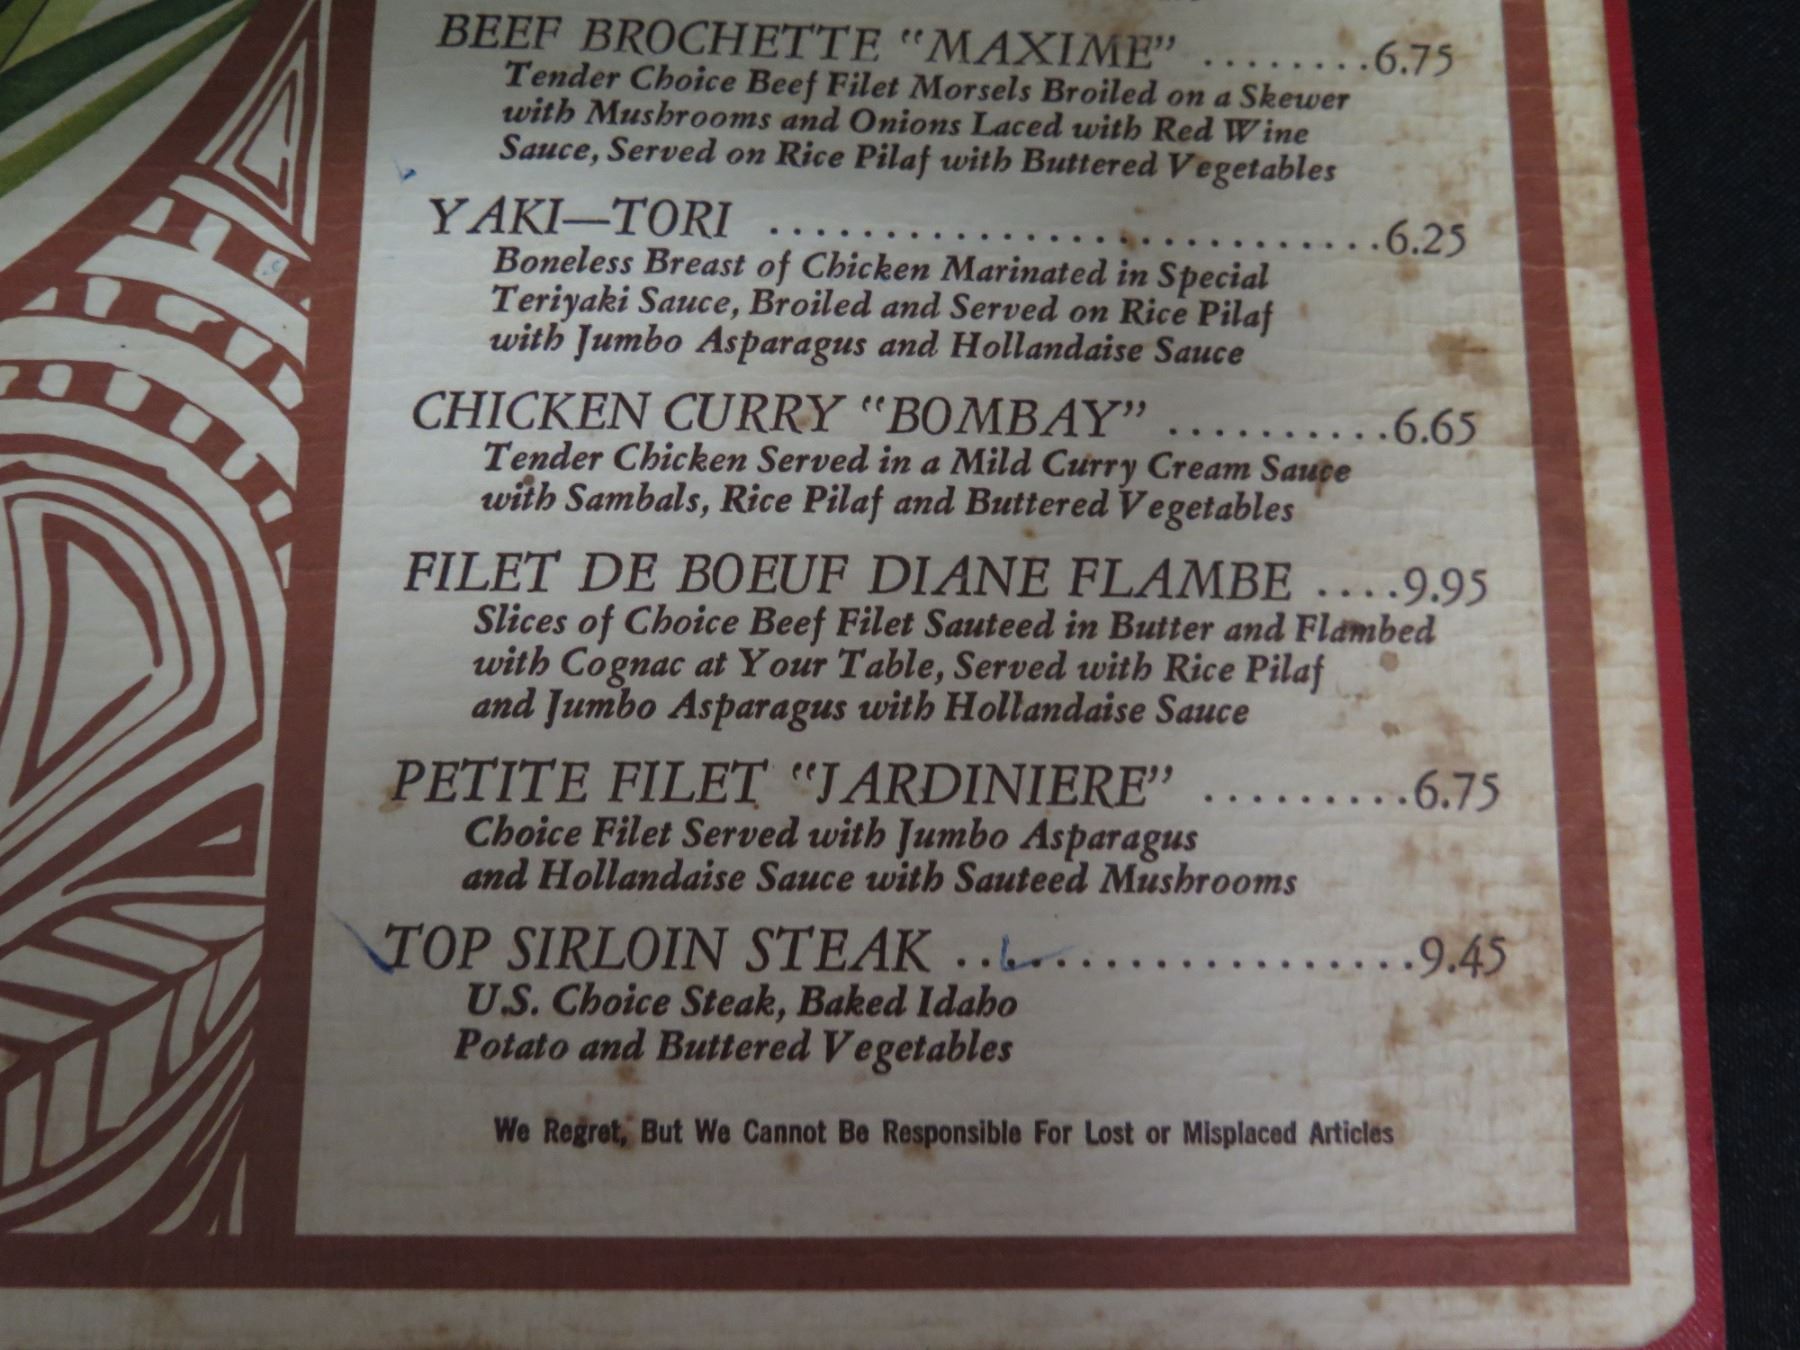 BEEF BROCHETTE "MAXIME" ........6.75
Tender Choice Beef Filet Morsels Broiled on a Skewer
with Mushrooms and Onions Laced with Red Wine
Sauce, Served on Rice Pilaf with Buttered Vegetables
YAKI—TORI ............................6.25
Boneless Breast of Chicken Marinated in Special
Teriyaki Sauce, Broiled and Served on Rice Pilaf
with Jumbo Asparagus and Hollandaise Sauce
CHICKEN CURRY "BOMBAY" ..........6.65
Tender Chicken Served in a Mild Curry Cream Sauce
with Sambals, Rice Pilaf and Buttered Vegetables
FILET DE BOEUF DIANE FLAMBE ....9.95
Slices of Choice Beef Filet Sauteed in Butter and Flambed
with Cognac at Your Table, Served with Rice Pilaf
and Jumbo Asparagus with Hollandaise Sauce
PETITE FILET "JARDINIERE" .........6.75
Choice Filet Served with Jumbo Asparagus
and Hollandaise Sauce with Sauteed Mushrooms
TOP SIRLOIN STEAK .....................9.45
U.S. Choice Steak, Baked Idaho
Potato and Buttered Vegetables
We Regret, But We Cannot Be Responsible For Lost or Misplaced Articles